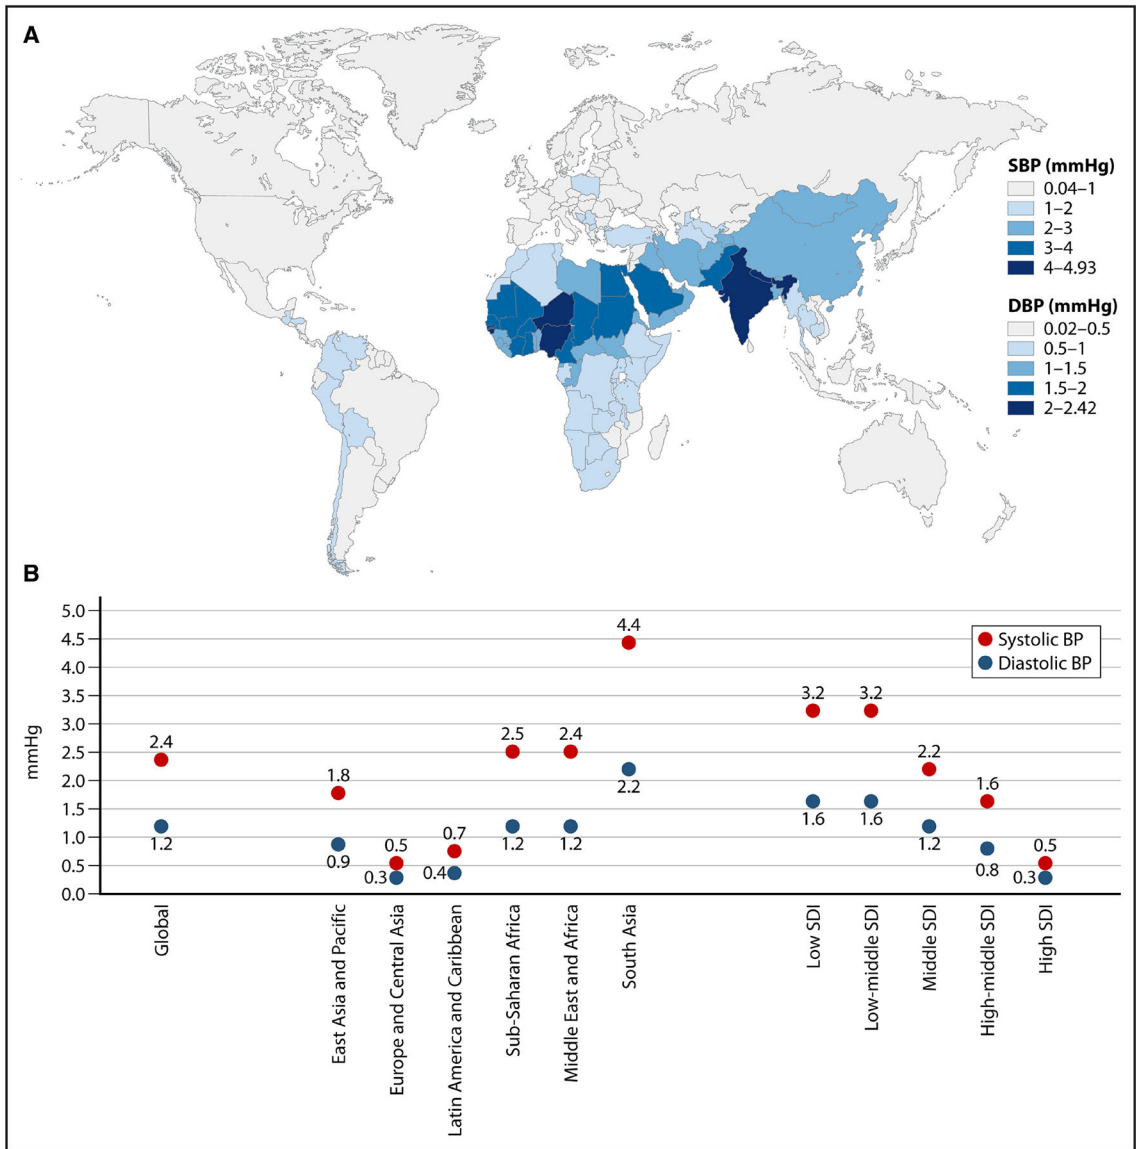 A
SBP (mmHg)
0.04–1
1–2
2–3
3–4
4–4.93
DBP (mmHg)
0.02–0.5
0.5–1
1–1.5
1.5–2
2–2.42
B
mmHg
5.0
4.5
4.0
3.5
3.0
2.5
2.0
1.5
1.0
0.5
0.0
Systolic BP
Diastolic BP
2.4
1.2
1.8
0.9
0.5
0.3
0.7
0.4
2.5
1.2
2.4
1.2
4.4
2.2
3.2
1.6
3.2
1.6
2.2
1.2
1.6
0.8
0.5
0.3
Global
East Asia and Pacific
Europe and Central Asia
Latin America and Caribbean
Sub-Saharan Africa
Middle East and Africa
South Asia
Low SDI
Low-middle SDI
Middle SDI
High-middle SDI
High SDI